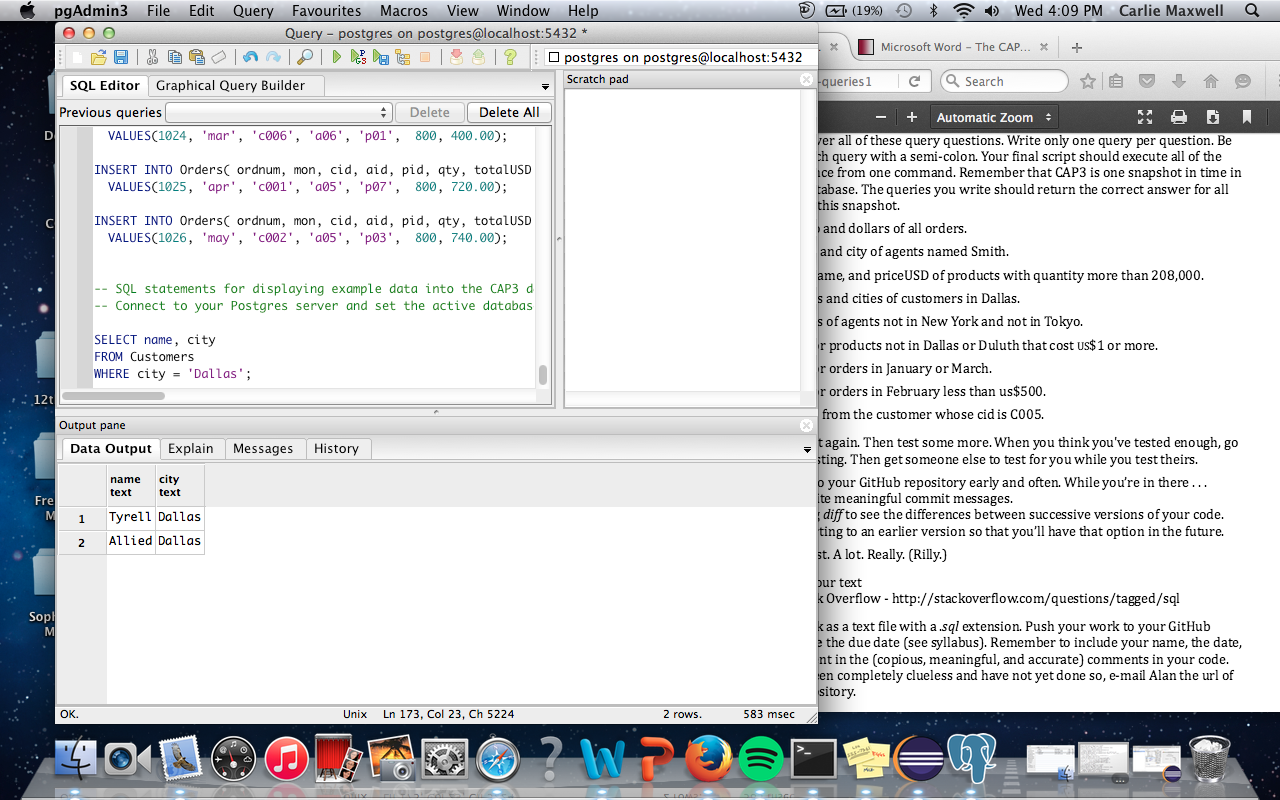 pgAdmin3 File Edit Query Favourites Macros View Window Help
(19%) Wed 4:09 PM Carlie Maxwell
Query – postgres on postgres@localhost:5432 *
postgres on postgres@localhost:5432
SQL Editor Graphical Query Builder
Previous queries Delete Delete All
VALUES(1024, 'mar', 'c006', 'a06', 'p01', 800, 400.00);
INSERT INTO Orders( ordnum, mon, cid, aid, pid, qty, totalUSD
VALUES(1025, 'apr', 'c001', 'a05', 'p07', 800, 720.00);
INSERT INTO Orders( ordnum, mon, cid, aid, pid, qty, totalUSD
VALUES(1026, 'may', 'c002', 'a05', 'p03', 800, 740.00);
-- SQL statements for displaying example data into the CAP3 d
-- Connect to your Postgres server and set the active databas
SELECT name, city
FROM Customers
WHERE city = 'Dallas';
Scratch pad
Output pane
Data Output Explain Messages History
name city
text text
1 Tyrell Dallas
2 Allied Dallas
OK. Unix Ln 173, Col 23, Ch 5224 2 rows. 583 msec
Microsoft Word – The CAP...
-queries1 Search
Automatic Zoom
ver all of these query questions. Write only one query per question. Be
ch query with a semi-colon. Your final script should execute all of the
nce from one command. Remember that CAP3 is one snapshot in time in
tabase. The queries you write should return the correct answer for all
this snapshot.
and dollars of all orders.
and city of agents named Smith.
ame, and priceUSD of products with quantity more than 208,000.
s and cities of customers in Dallas.
s of agents not in New York and not in Tokyo.
r products not in Dallas or Duluth that cost US$1 or more.
r orders in January or March.
r orders in February less than us$500.
from the customer whose cid is C005.
t again. Then test some more. When you think you've tested enough, go
sting. Then get someone else to test for you while you test theirs.
o your GitHub repository early and often. While you're in there . . .
ite meaningful commit messages.
g diff to see the differences between successive versions of your code.
rting to an earlier version so that you'll have that option in the future.
st. A lot. Really. (Rilly.)
our text
k Overflow - http://stackoverflow.com/questions/tagged/sql
k as a text file with a .sql extension. Push your work to your GitHub
e the due date (see syllabus). Remember to include your name, the date,
ent in the (copious, meaningful, and accurate) comments in your code.
een completely clueless and have not yet done so, e-mail Alan the url of
ository.
12th
Fre
M
Soph
M